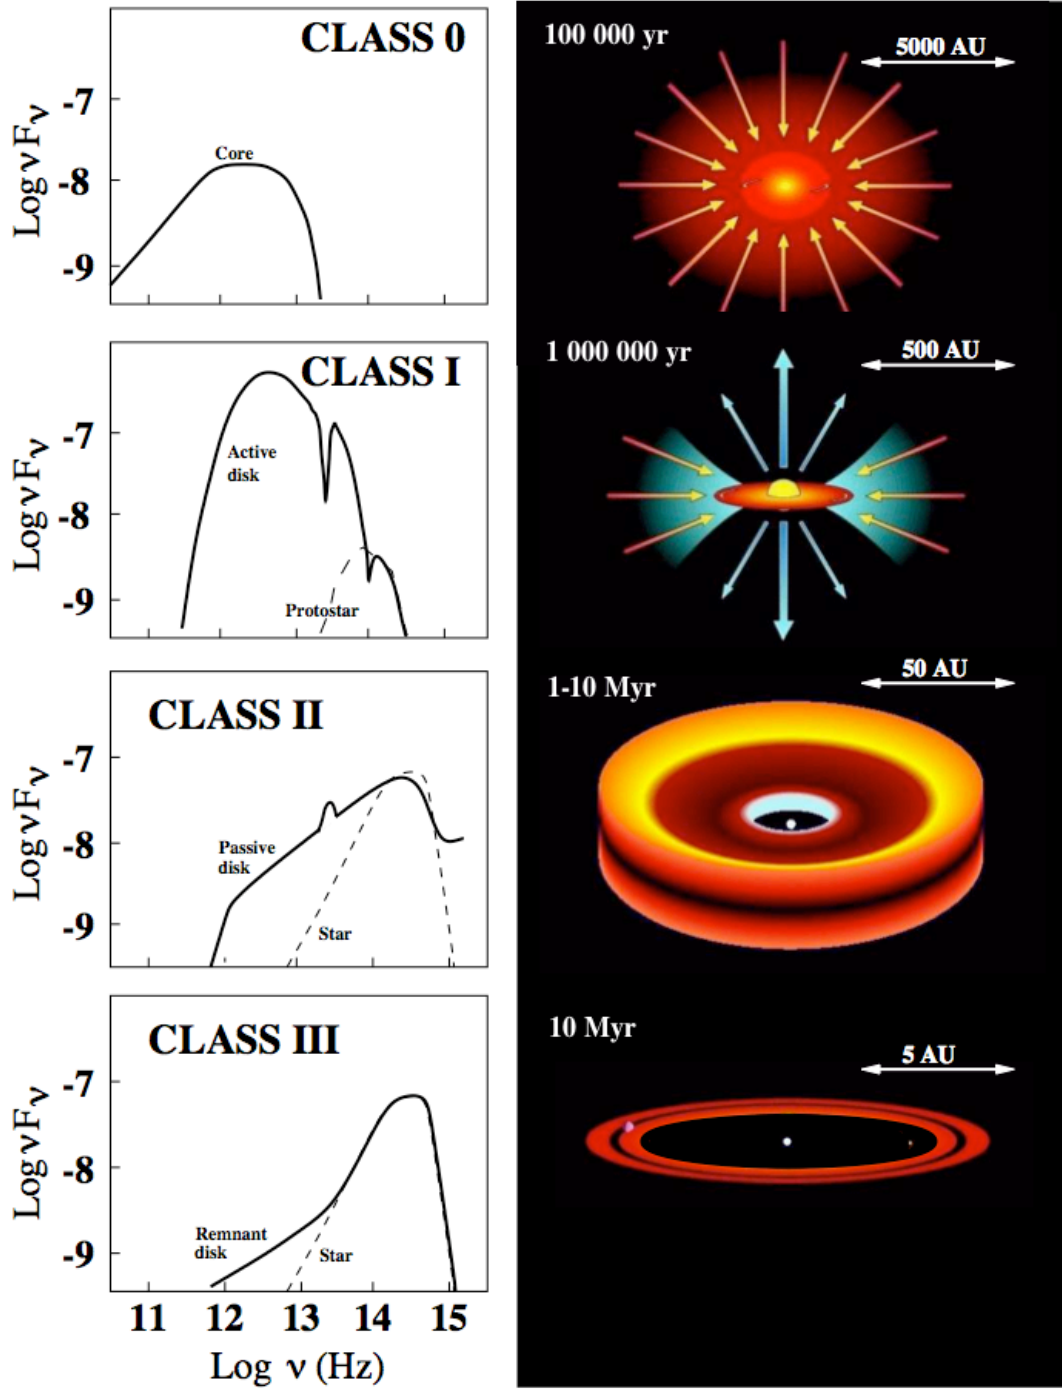 CLASS 0
Log νFν
-7
-8
-9
Core
100 000 yr
5000 AU
CLASS I
Log νFν
-7
-8
-9
Active
disk
Protostar
1 000 000 yr
500 AU
CLASS II
Log νFν
-7
-8
-9
Passive
disk
Star
1-10 Myr
50 AU
CLASS III
Log νFν
-7
-8
-9
Remnant
disk
Star
11 12 13 14 15
Log ν (Hz)
10 Myr
5 AU